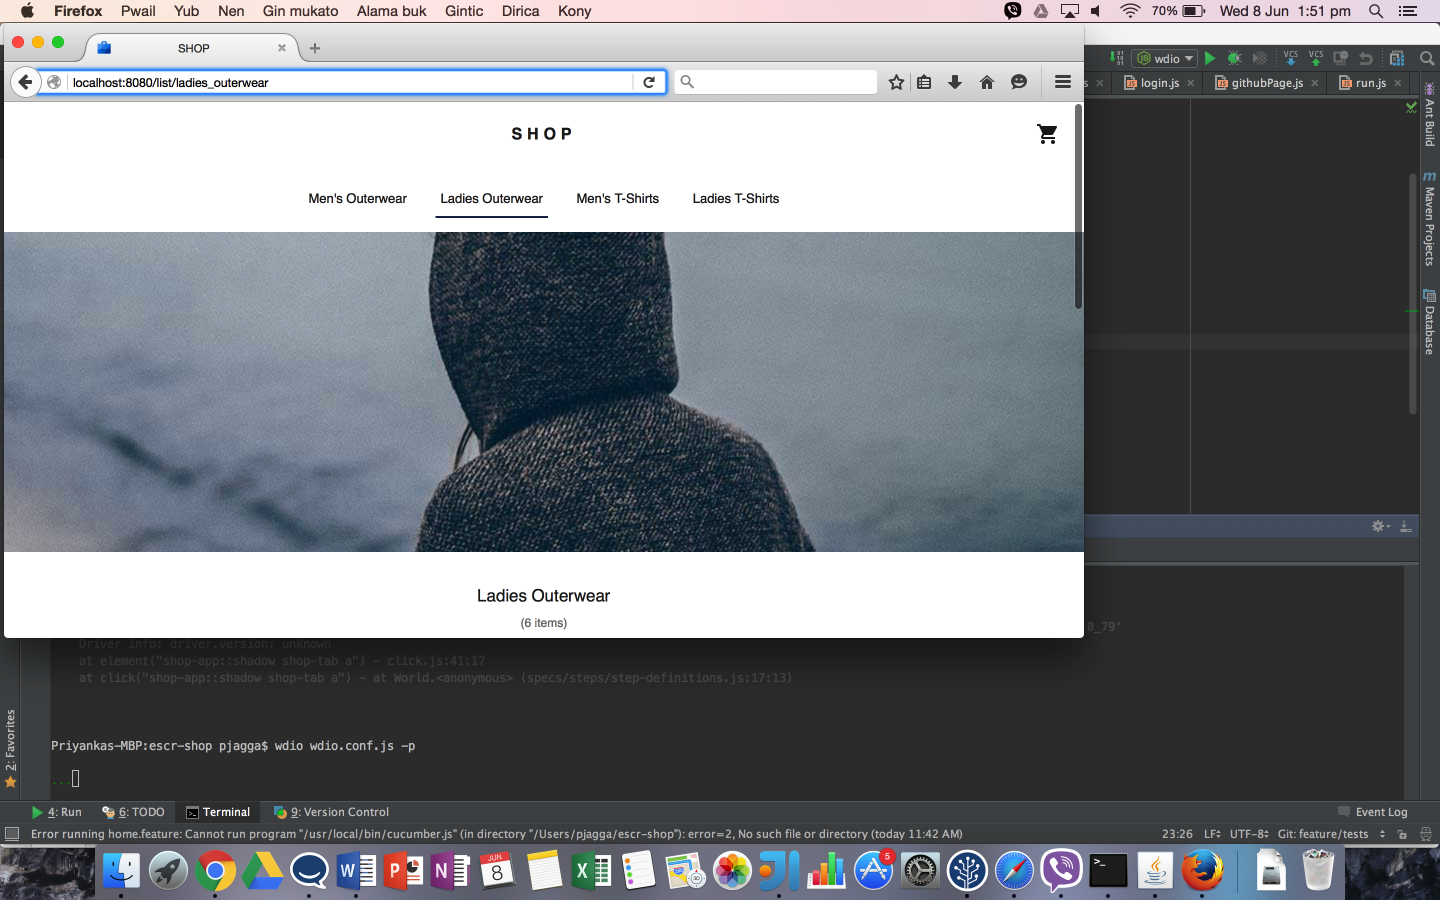 Firefox Pwail Yub Nen Gin mukato Alama buk Gintic Dirica Kony 70% Wed 8 Jun 1:51 pm
SHOP
localhost:8080/list/ladies_outerwear
wdio
VCS VCS
login.js githubPage.js run.js
SHOP
Men's Outerwear Ladies Outerwear Men's T-Shirts Ladies T-Shirts
Ladies Outerwear
(6 items)
Ant Build
Maven Projects
Database
0_79'
Driver info: driver.version: unknown
at element("shop-app::shadow shop-tab a") - click.js:41:17
at click("shop-app::shadow shop-tab a") - at World.<anonymous> (specs/steps/step-definitions.js:17:13)
Priyankas-MBP:escr-shop pjagga$ wdio wdio.conf.js -p
...
2: Favorites
4: Run 6: TODO Terminal 9: Version Control Event Log
Error running home.feature: Cannot run program "/usr/local/bin/cucumber.js" (in directory "/Users/pjagga/escr-shop"): error=2, No such file or directory (today 11:42 AM) 23:26 LF UTF-8 Git: feature/tests
JUN
8
5